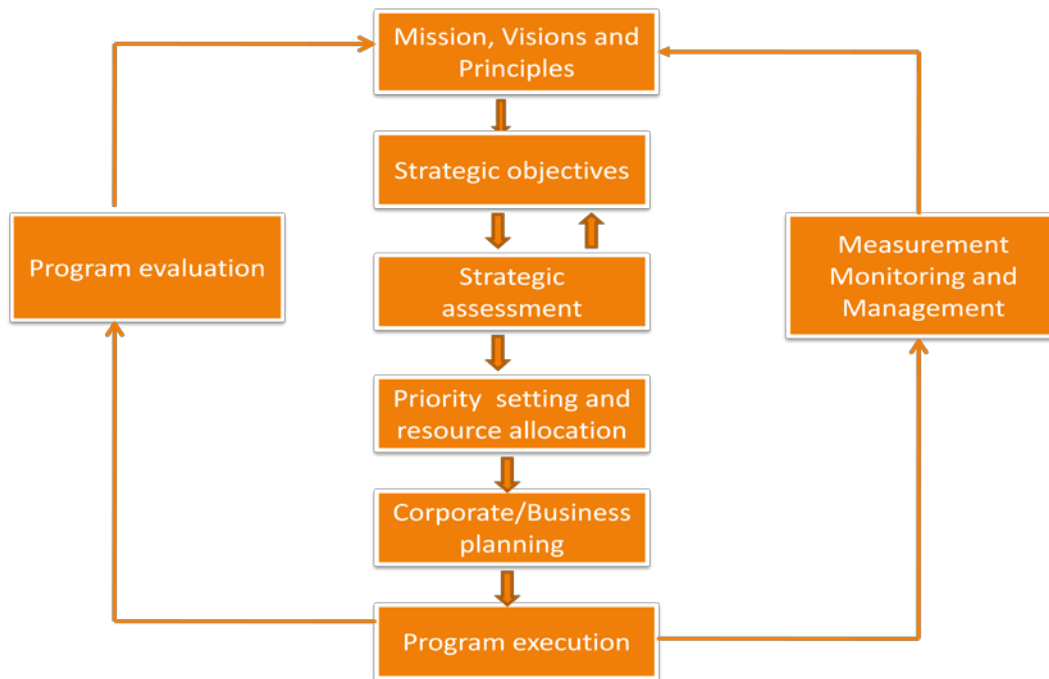 Mission, Visions and
Principles
Strategic objectives
Program evaluation
Measurement
Monitoring and
Management
Strategic
assessment
Priority setting and
resource allocation
Corporate/Business
planning
Program execution